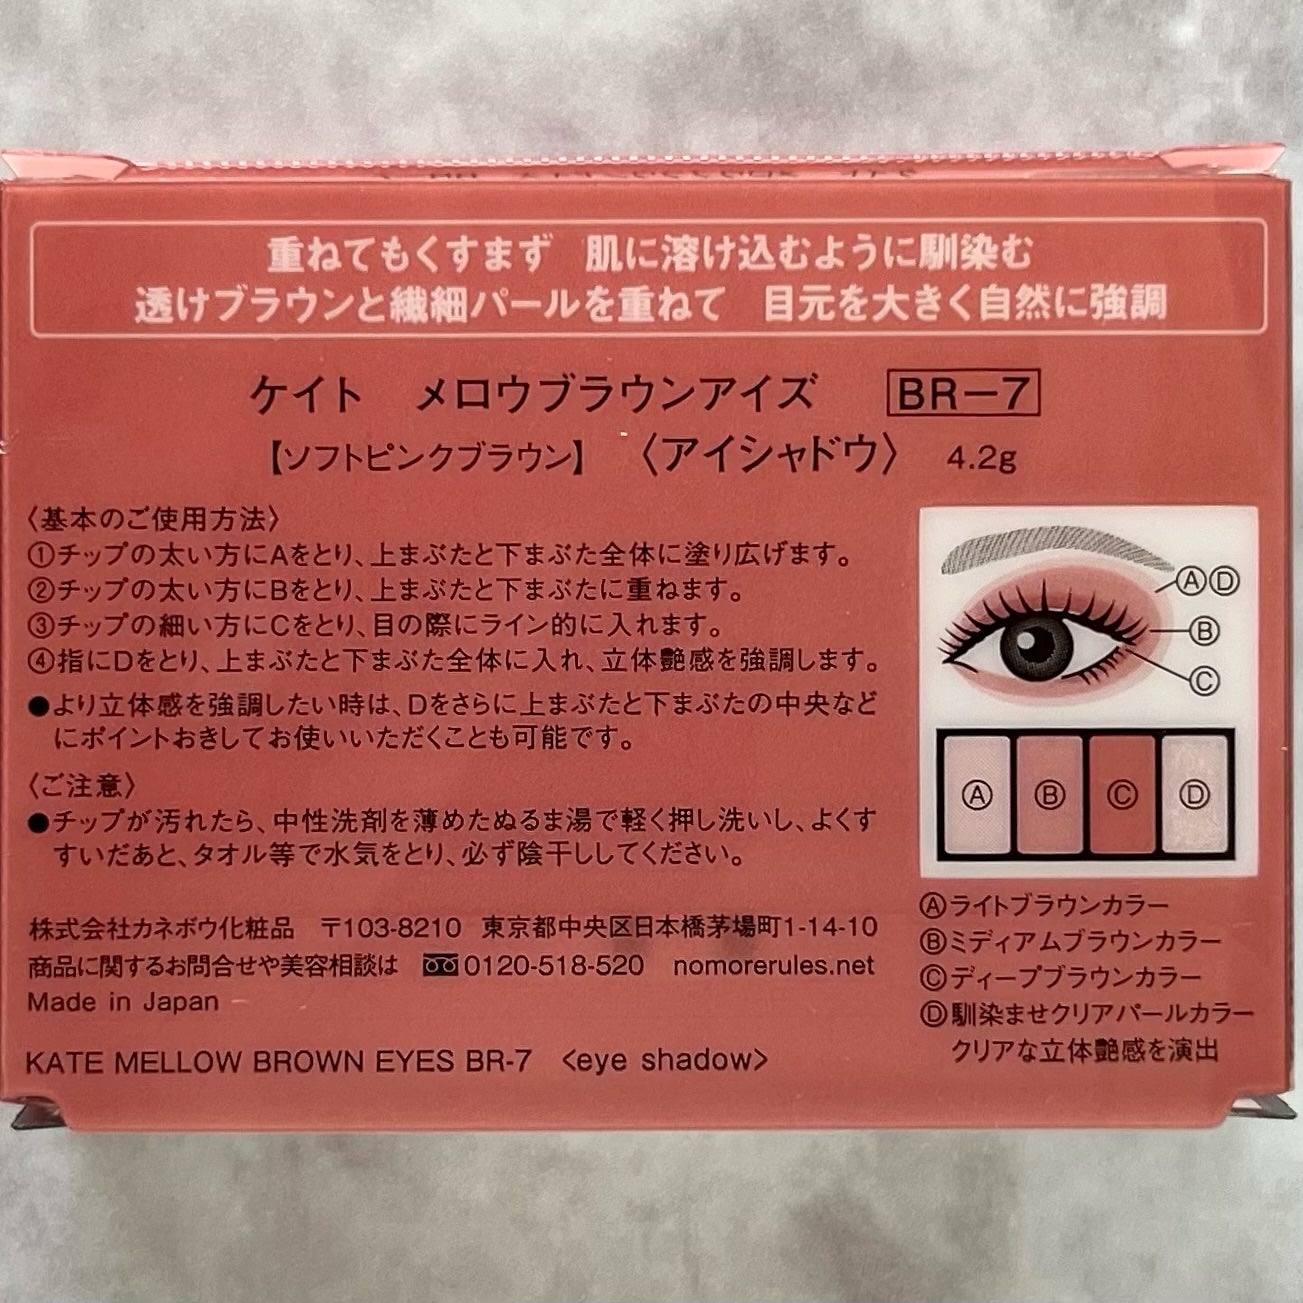 重ねてもくすまず 肌に溶け込むように馴染む
透けブラウンと繊細パールを重ねて 目元を大きく自然に強調
ケイト メロウブラウンアイズ BR-7
【ソフトピンクブラウン】 〈アイシャドウ〉 4.2g
〈基本のご使用方法〉
①チップの太い方にAをとり、上まぶたと下まぶた全体に塗り広げます。
②チップの太い方にBをとり、上まぶたと下まぶたに重ねます。
③チップの細い方にCをとり、目の際にライン的に入れます。
④指にDをとり、上まぶたと下まぶた全体に入れ、立体艶感を強調します。
●より立体感を強調したい時は、Dをさらに上まぶたと下まぶたの中央など
にポイントおきしてお使いいただくことも可能です。
〈ご注意〉
●チップが汚れたら、中性洗剤を薄めたぬるま湯で軽く押し洗いし、よくす
すいだあと、タオル等で水気をとり、必ず陰干ししてください。
株式会社カネボウ化粧品 〒103-8210 東京都中央区日本橋茅場町1-14-10
商品に関するお問合せや美容相談は 0120-518-520 nomorerules.net
Made in Japan
KATE MELLOW BROWN EYES BR-7 <eye shadow>
ⒶⒹ
Ⓑ
Ⓒ
Ⓐ Ⓑ Ⓒ Ⓓ
Ⓐライトブラウンカラー
Ⓑミディアムブラウンカラー
Ⓒディープブラウンカラー
Ⓓ馴染ませクリアパールカラー
クリアな立体艶感を演出